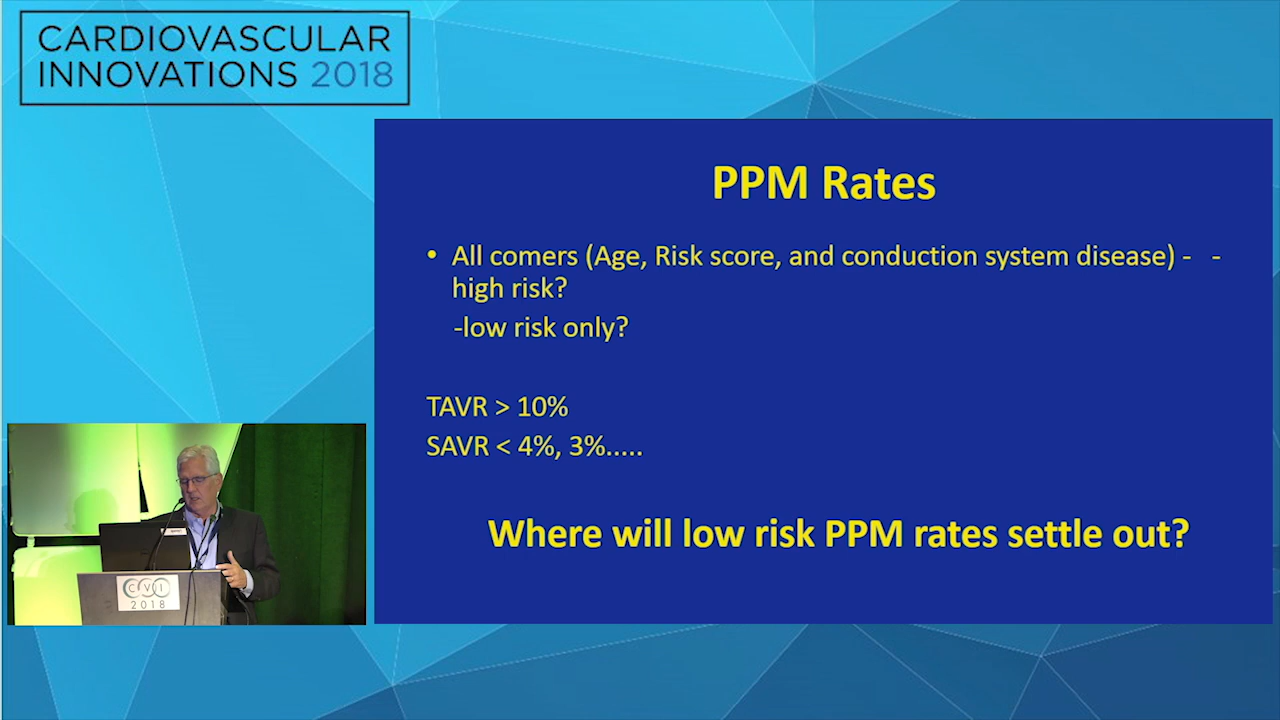 CARDIOVASCULAR
INNOVATIONS 2018
PPM Rates
• All comers (Age, Risk score, and conduction system disease) - -
high risk?
-low risk only?
TAVR > 10%
SAVR < 4%, 3%.....
Where will low risk PPM rates settle out?
CVI
2018